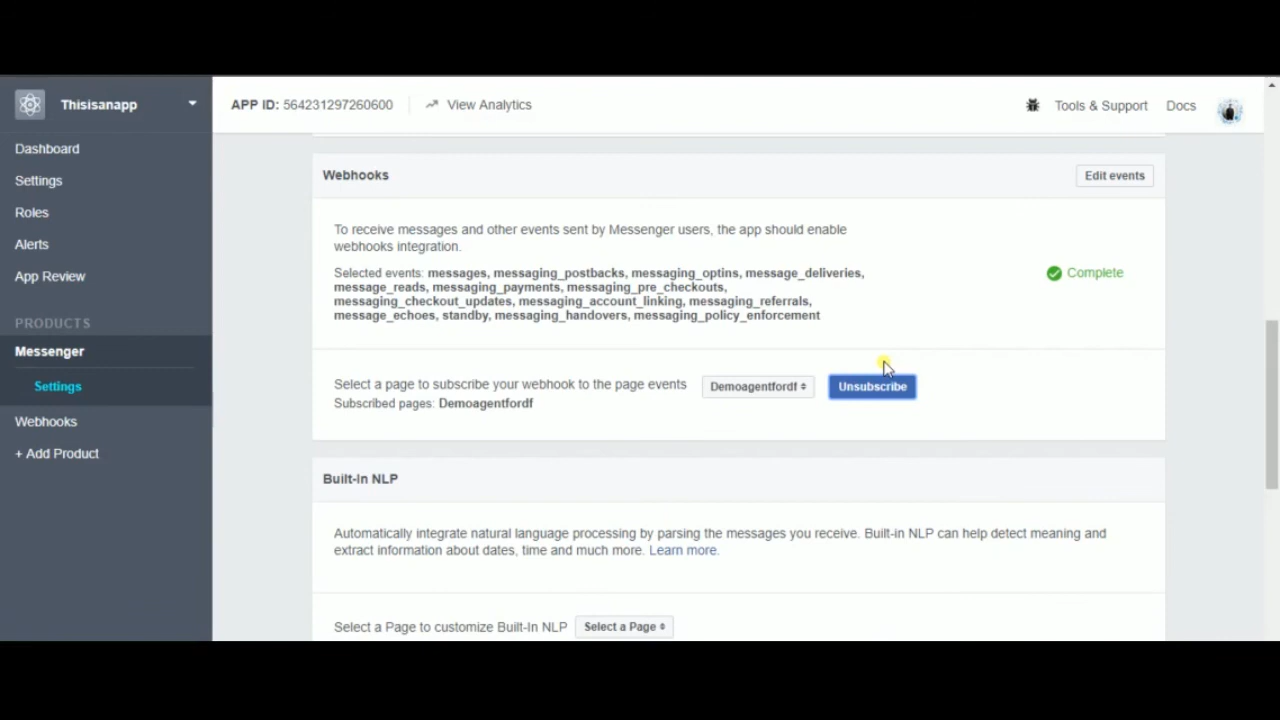 Thisisanapp
APP ID: 564231297260600
View Analytics
Tools & Support
Docs
Dashboard
Settings
Roles
Alerts
App Review
PRODUCTS
Messenger
Settings
Webhooks
+ Add Product
Webhooks
Edit events
To receive messages and other events sent by Messenger users, the app should enable
webhooks integration.
Selected events: messages, messaging_postbacks, messaging_optins, message_deliveries,
message_reads, messaging_payments, messaging_pre_checkouts,
messaging_checkout_updates, messaging_account_linking, messaging_referrals,
message_echoes, standby, messaging_handovers, messaging_policy_enforcement
Complete
Select a page to subscribe your webhook to the page events
Demoagentfordf
Unsubscribe
Subscribed pages: Demoagentfordf
Built-In NLP
Automatically integrate natural language processing by parsing the messages you receive. Built-in NLP can help detect meaning and
extract information about dates, time and much more. Learn more.
Select a Page to customize Built-In NLP
Select a Page